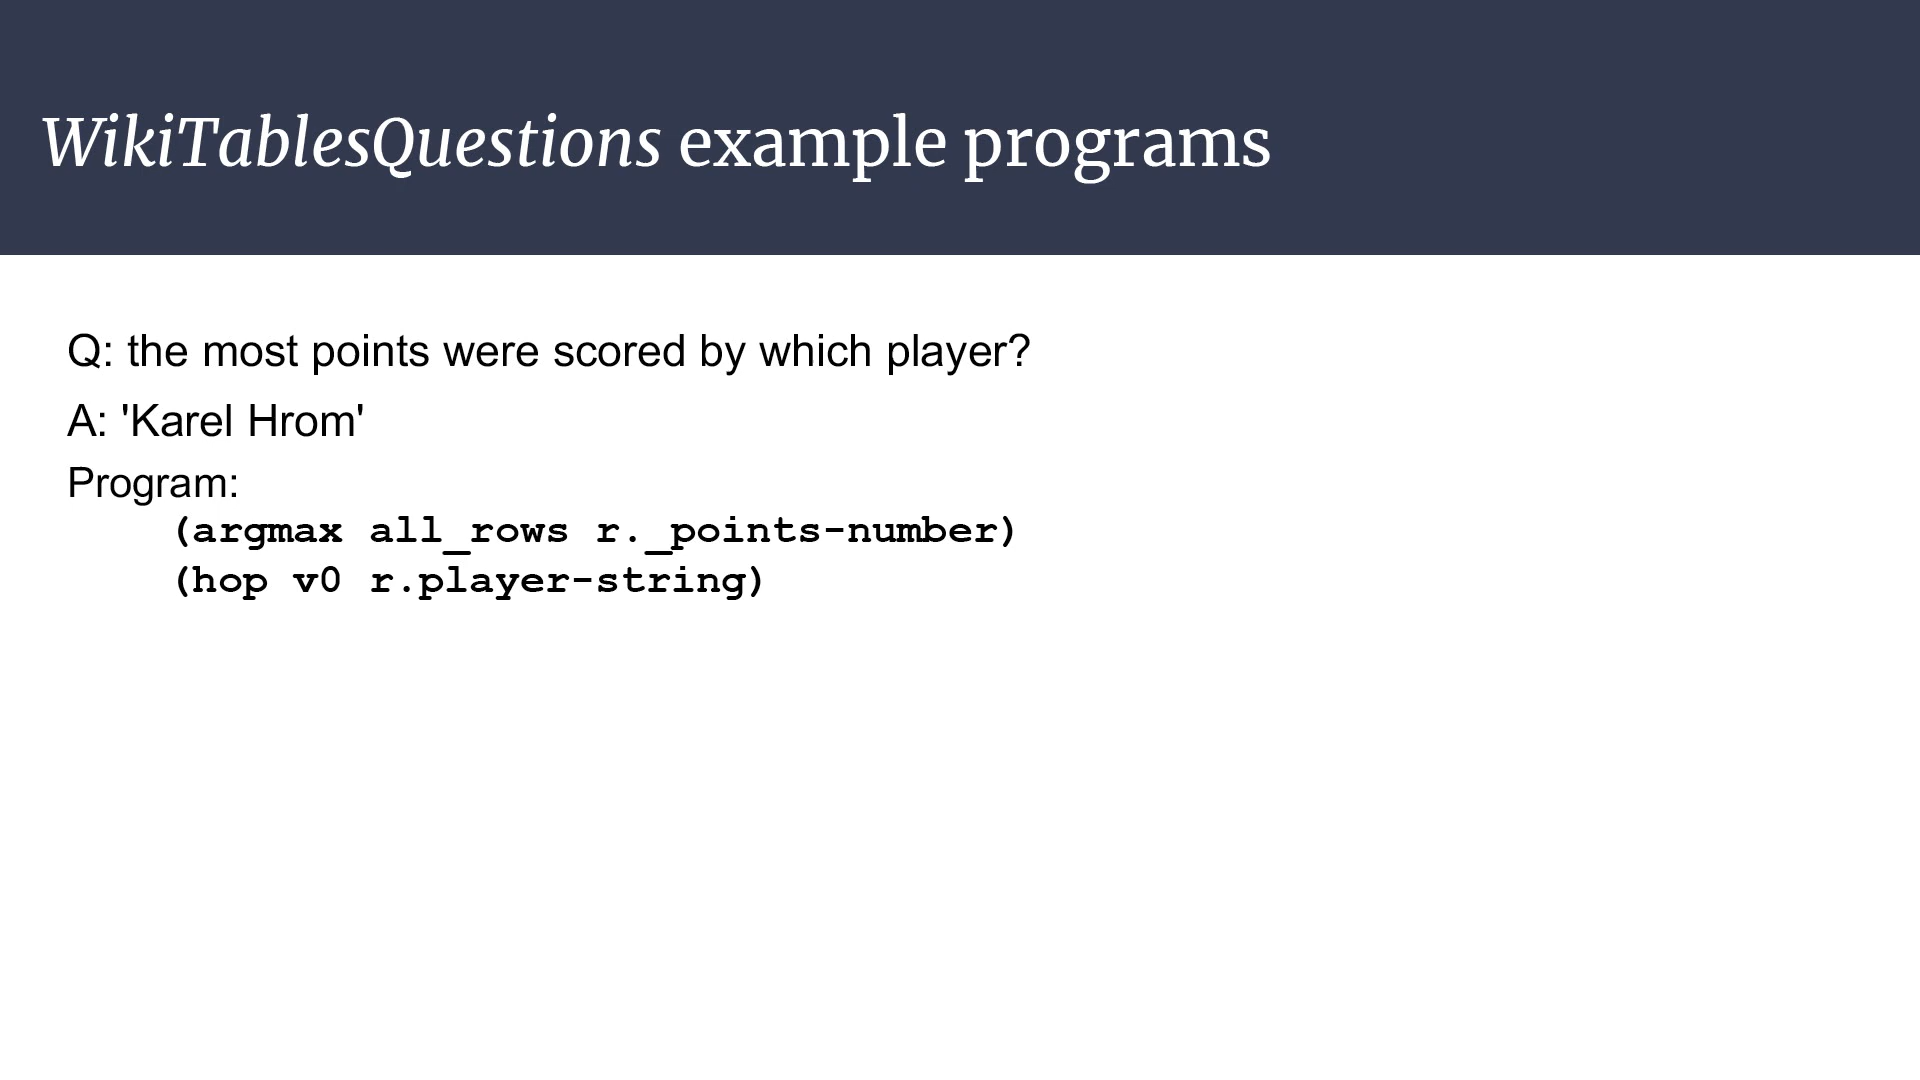 WikiTablesQuestions example programs
Q: the most points were scored by which player?
A: 'Karel Hrom'
Program:
(argmax all_rows r._points-number)
(hop v0 r.player-string)